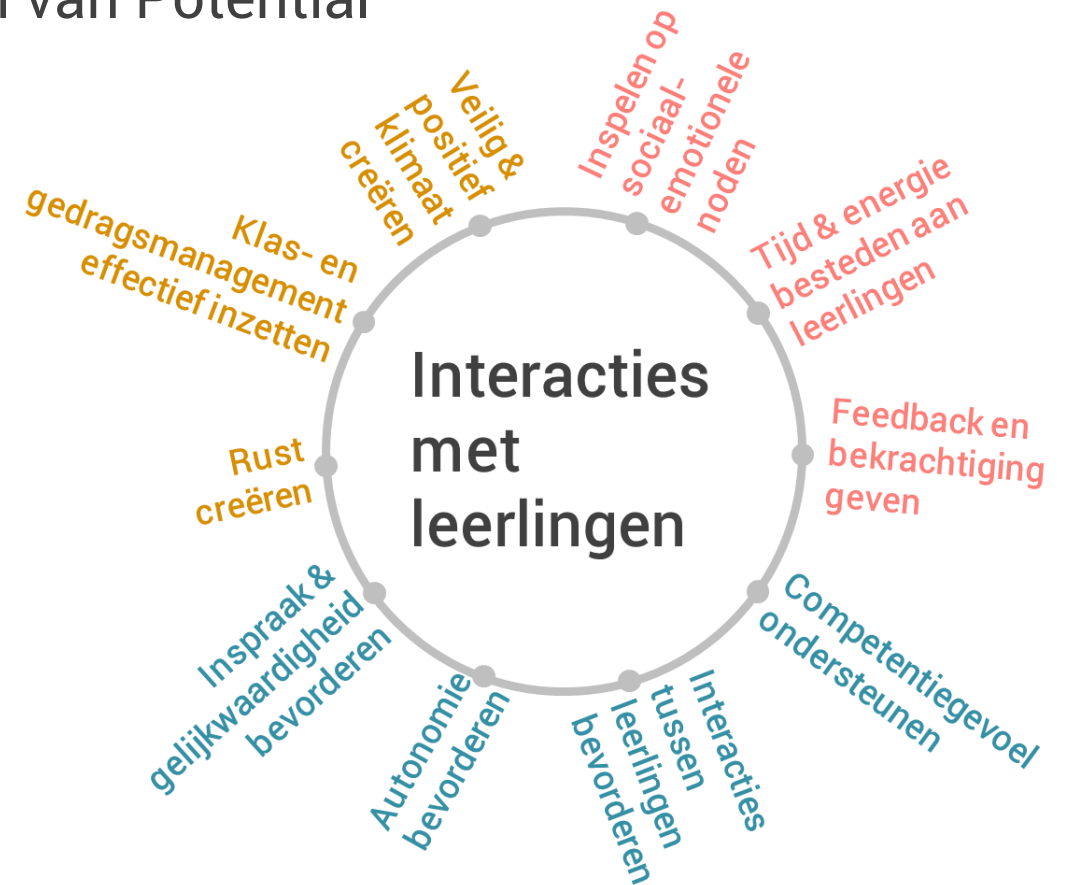 van Potential
Interacties
met
leerlingen
Inspelen op
sociaal-
emotionele
noden
Tijd & energie
besteden aan
leerlingen
Feedback en
bekrachtiging
geven
Competentiegevoel
ondersteunen
Interacties
tussen
leerlingen
bevorderen
Autonomie
bevorderen
Inspraak &
gelijkwaardigheid
bevorderen
Rust
creëren
Klas- en
gedragsmanagement
effectief inzetten
Veilig &
positief
klimaat
creëren